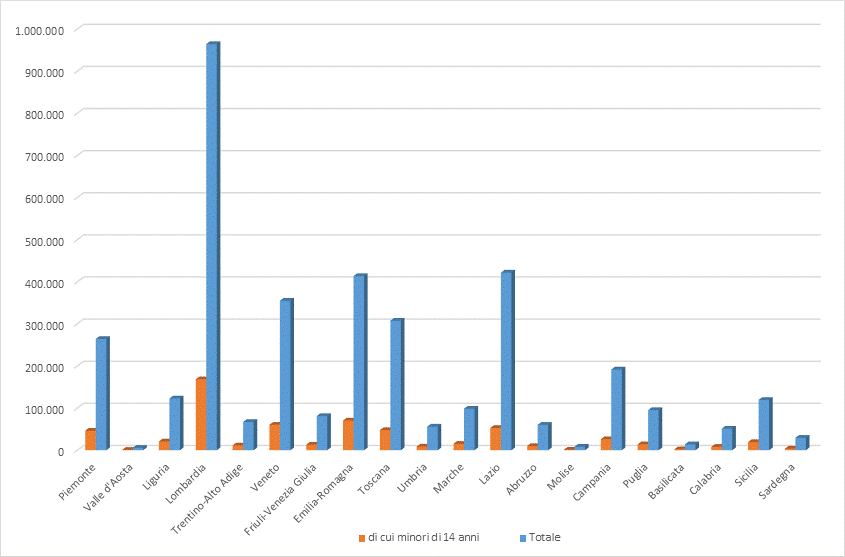 1.000.000
900.000
800.000
700.000
600.000
500.000
400.000
300.000
200.000
100.000
0
Piemonte
Valle d'Aosta
Liguria
Lombardia
Trentino-Alto Adige
Veneto
Friuli-Venezia Giulia
Emilia-Romagna
Toscana
Umbria
Marche
Lazio
Abruzzo
Molise
Campania
Puglia
Basilicata
Calabria
Sicilia
Sardegna
di cui minori di 14 anni
Totale